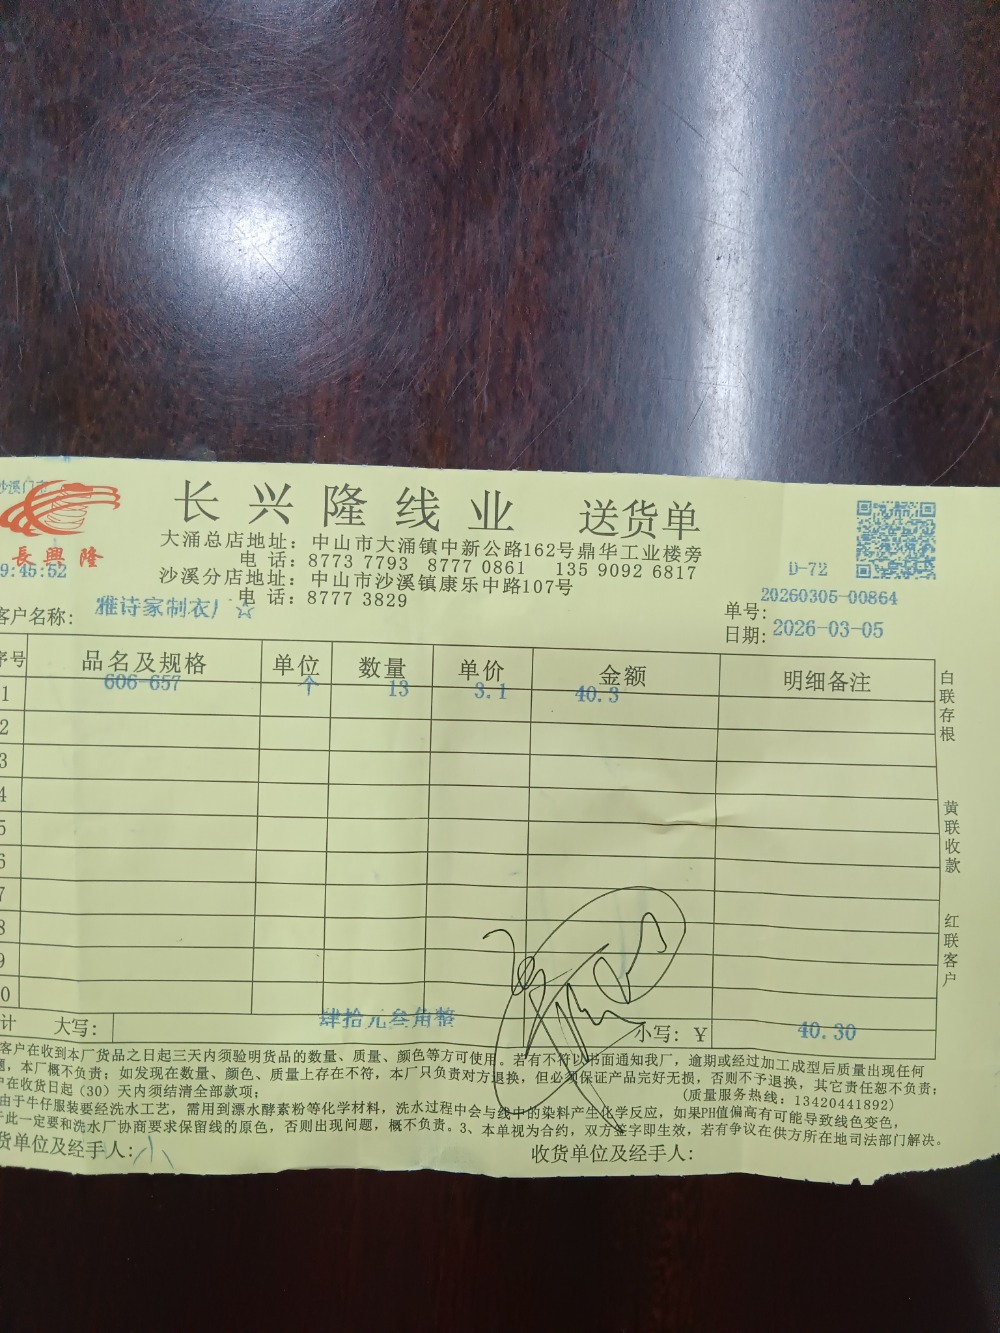 沙溪门市
長興隆
9:45:52
长兴隆线业 送货单
大涌总店地址：中山市大涌镇中新公路162号鼎华工业楼旁
电 话：8773 7793 8777 0861 135 9092 6817
沙溪分店地址：中山市沙溪镇康乐中路107号
电 话：8777 3829
D-72
客户名称：雅诗家制衣厂☆
单号：20260305-00864
日期：2026-03-05
序号 品名及规格 单位 数量 单价 金额 明细备注
1 606-657 个 13 3.1 40.3
2
3
4
5
6
7
8
9
0
计 大写： 肆拾元叁角整 小写：￥ 40.30
白联存根
黄联收款
红联客户
客户在收到本厂货品之日起三天内须验明货品的数量、质量、颜色等方可使用。若有不符以书面通知我厂，逾期或经过加工成型后质量出现任何
题，本厂概不负责；如发现在数量、颜色、质量上存在不符，本厂只负责对方退换，但必须保证产品完好无损，否则不予退换，其它责任恕不负责；
户在收货日起（30）天内须结清全部款项；（质量服务热线：13420441892）
由于牛仔服装要经洗水工艺，需用到漂水酵素粉等化学材料，洗水过程中会与线中的染料产生化学反应，如果PH值偏高有可能导致线色变色，
于此一定要和洗水厂协商要求保留线的原色，否则出现问题，概不负责。3、本单视为合约，双方签字即生效，若有争议在供方所在地司法部门解决。
货单位及经手人：小
收货单位及经手人：